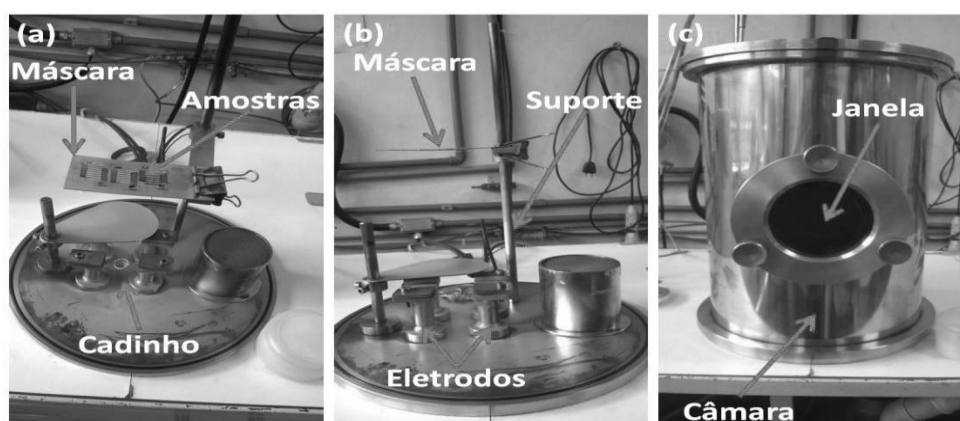 (a)
Máscara
Amostras
Cadinho
(b)
Máscara
Suporte
Eletrodos
(c)
Janela
Câmara